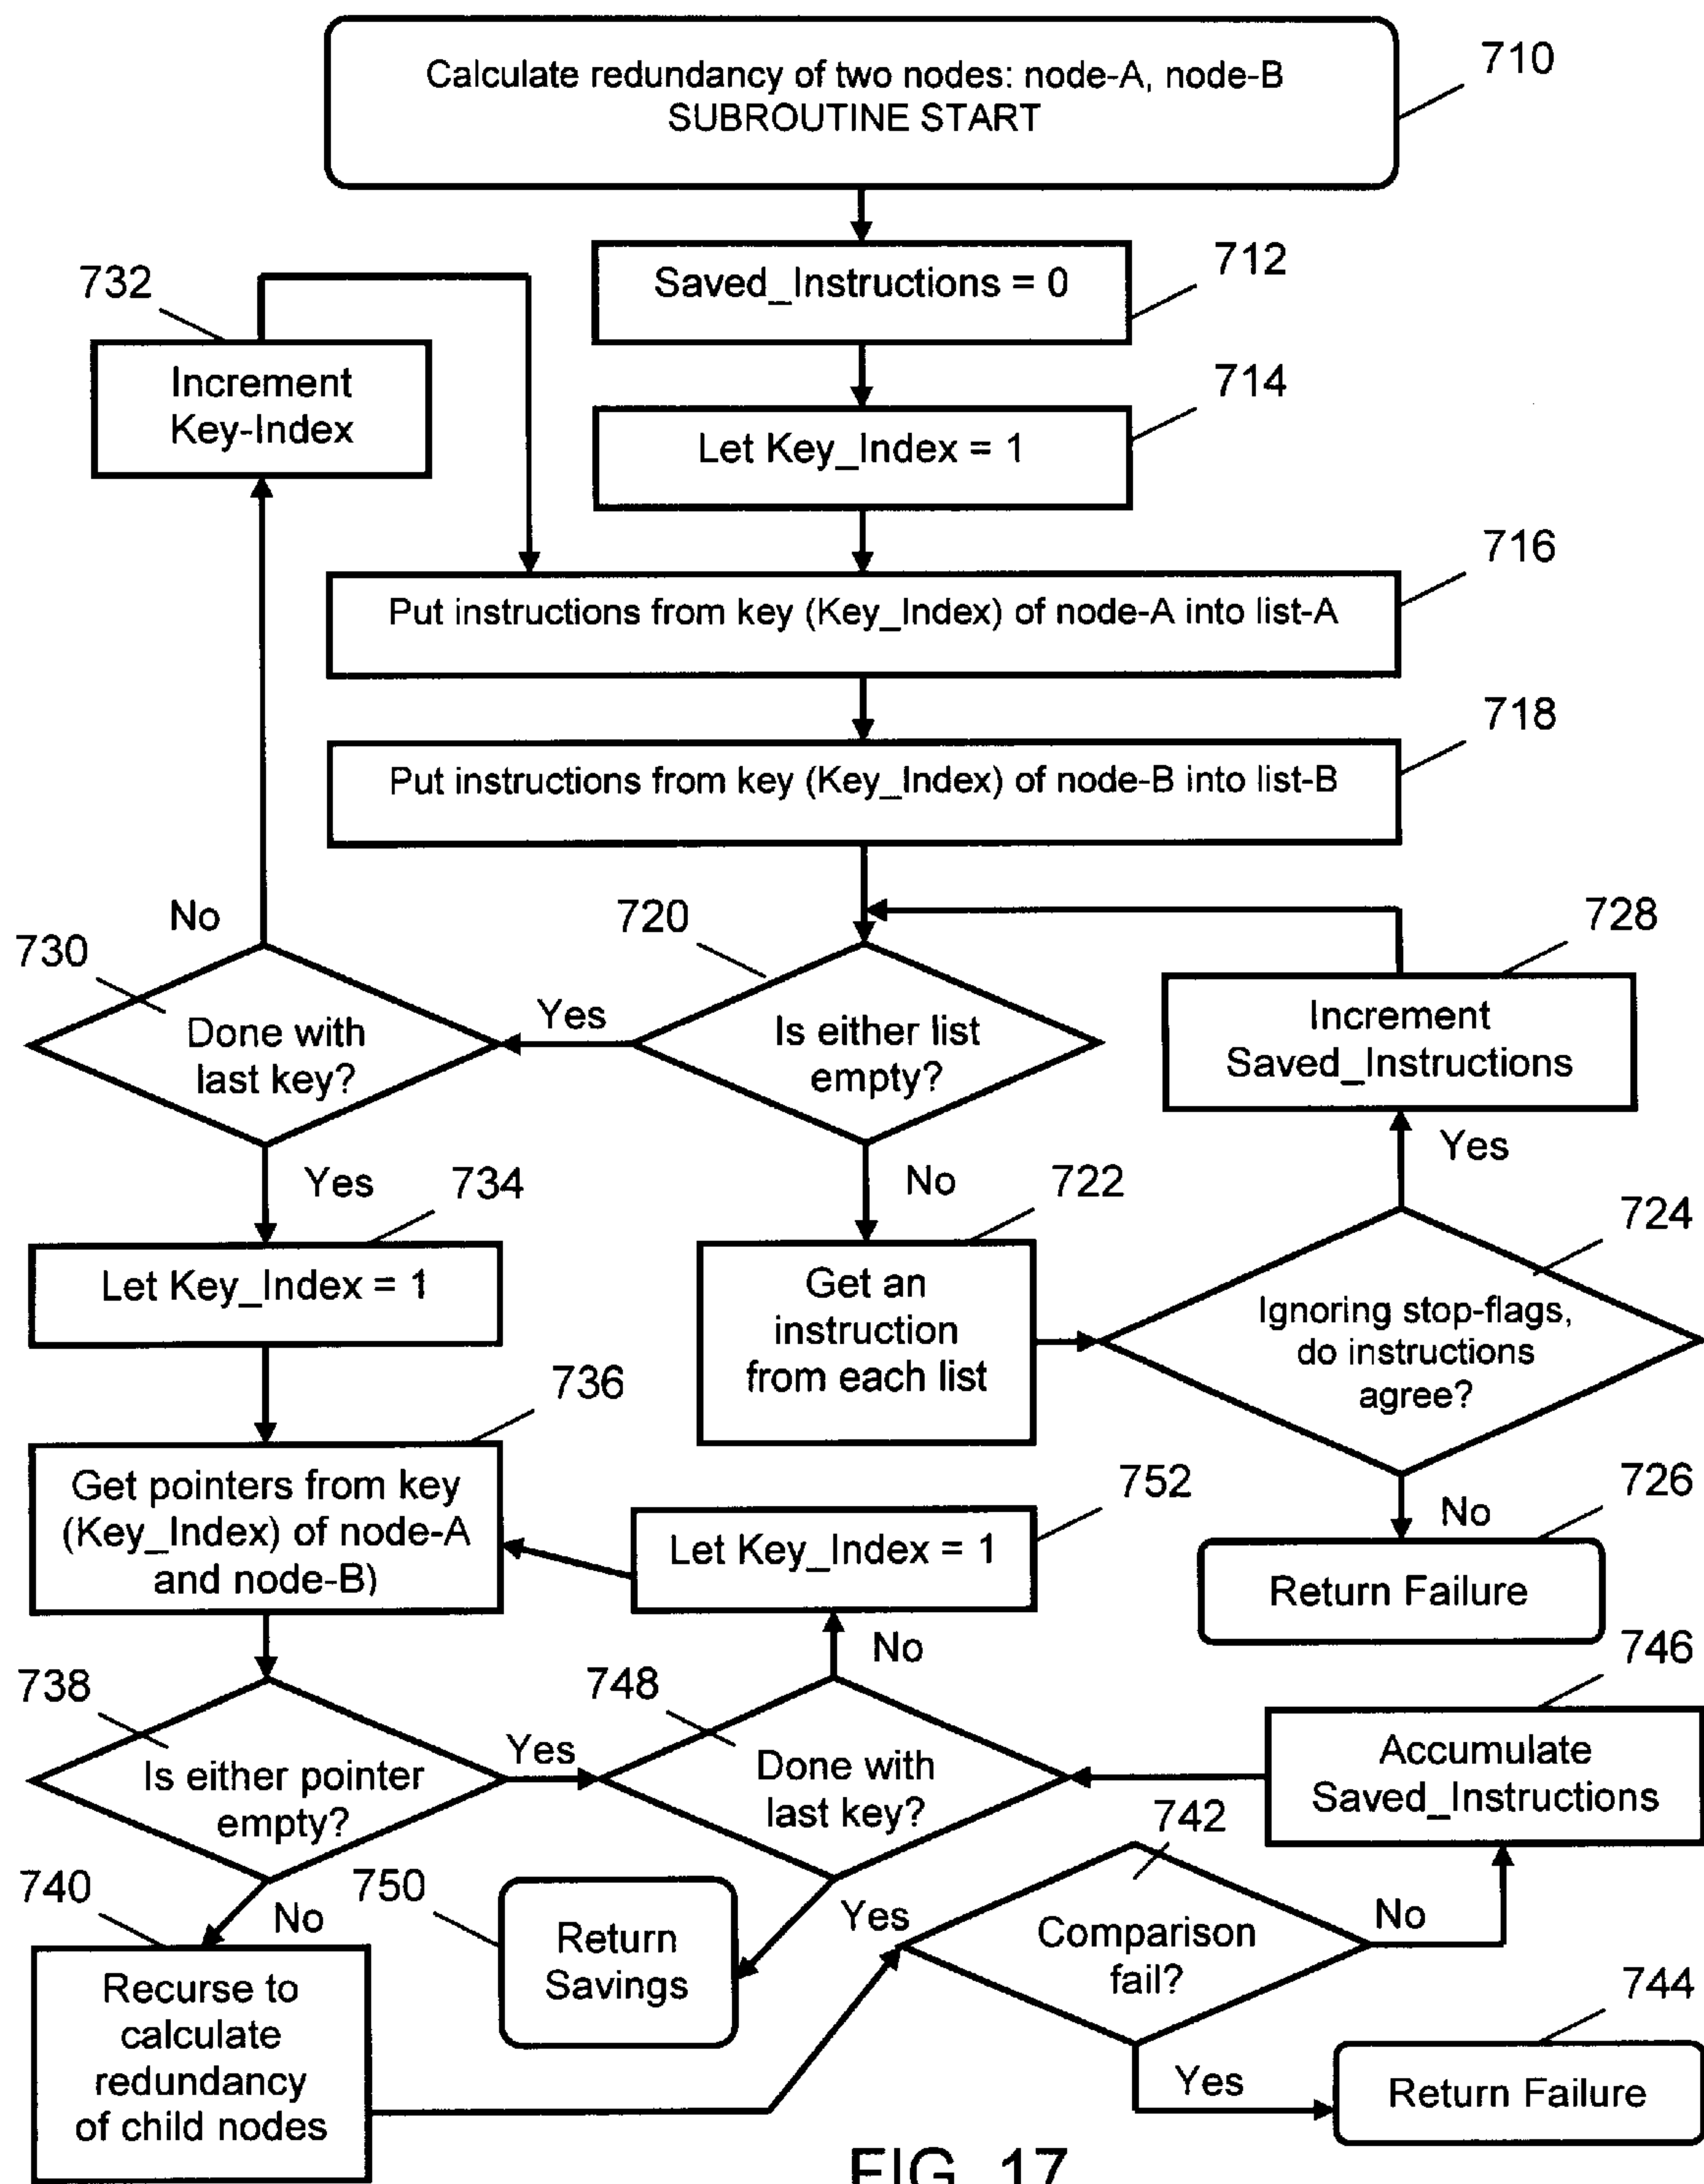 Calculate redundancy of two nodes: node-A, node-B
SUBROUTINE START
710
Saved_Instructions = 0
712
732
Increment
Key-Index
Let Key_Index = 1
714
Put instructions from key (Key_Index) of node-A into list-A
716
Put instructions from key (Key_Index) of node-B into list-B
718
No
730
Done with
last key?
Yes
720
Is either list
empty?
728
Increment
Saved_Instructions
Yes
Yes
734
Let Key_Index = 1
No
722
Get an
instruction
from each list
724
Ignoring stop-flags,
do instructions
agree?
736
Get pointers from key
(Key_Index) of node-A
and node-B)
752
Let Key_Index = 1
No
726
Return Failure
738
Is either pointer
empty?
Yes
748
No
Done with
last key?
746
Accumulate
Saved_Instructions
740
No
Recurse to
calculate
redundancy
of child nodes
750
Return
Savings
Yes
742
Comparison
fail?
No
Yes
744
Return Failure
FIG. 17